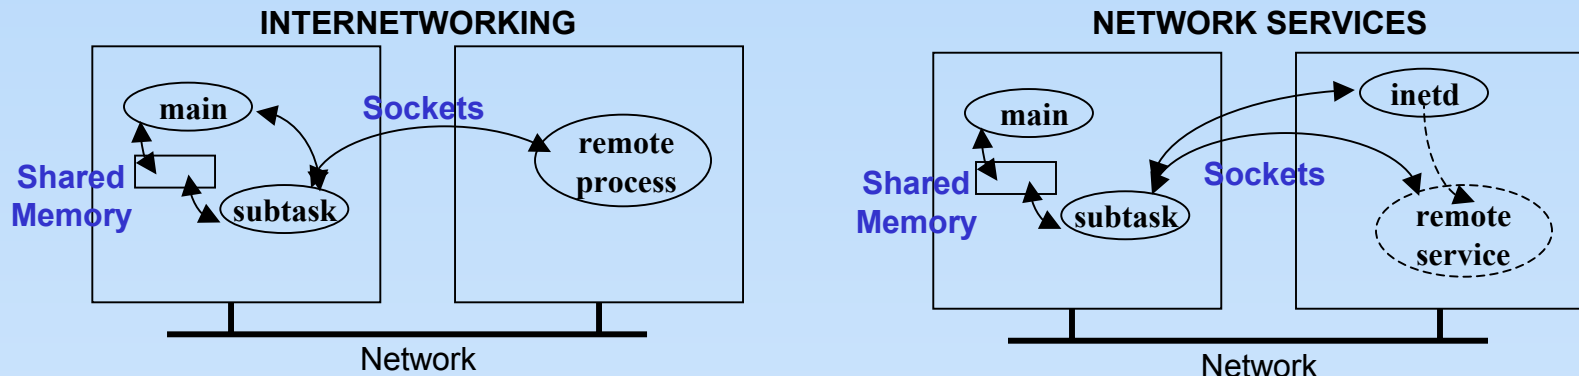 INTERNETWORKING
main
Sockets
Shared
Memory
subtask
remote
process
Network
NETWORK SERVICES
main
inetd
Shared
Memory
Sockets
subtask
remote
service
Network